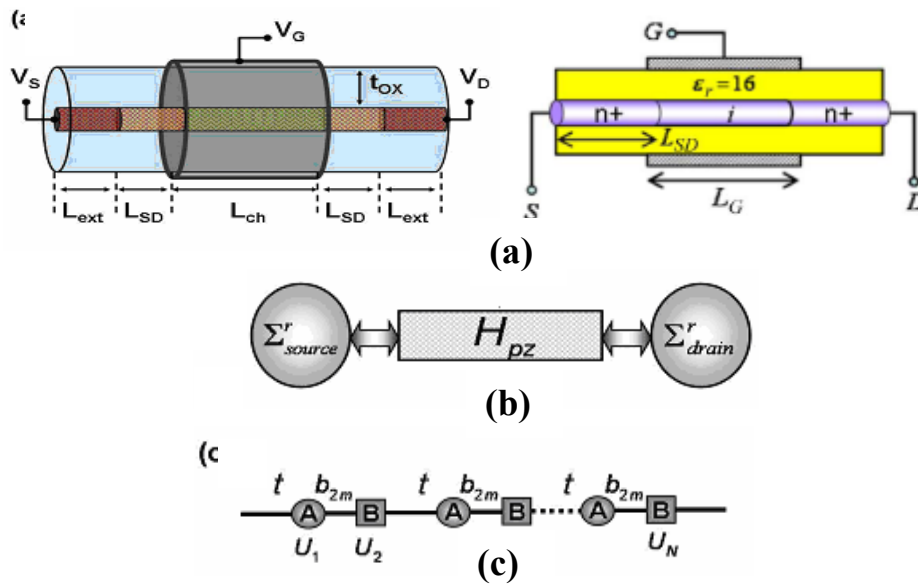 (a
V_G
V_S
t_OX
V_D
L_ext L_SD L_ch L_SD L_ext
G
ε_r = 16
n+ i n+
L_SD
L_G
S
(a)
Σ^r_source H_pz Σ^r_drain
(b)
t b_2m t b_2m t b_2m
A B A B A B
U_1 U_2 U_N
(c)